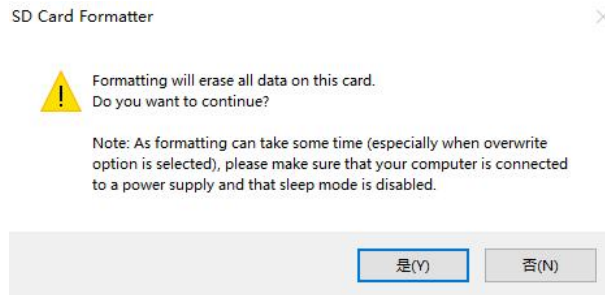 SD Card Formatter
Formatting will erase all data on this card.
Do you want to continue?
Note: As formatting can take some time (especially when overwrite
option is selected), please make sure that your computer is connected
to a power supply and that sleep mode is disabled.
是(Y) 否(N)